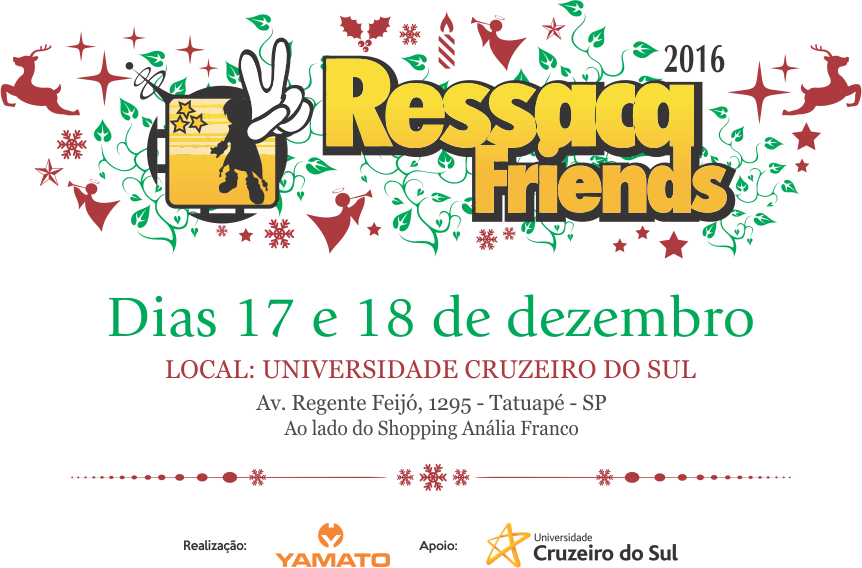 2016
Ressaca
Friends
Dias 17 e 18 de dezembro
LOCAL: UNIVERSIDADE CRUZEIRO DO SUL
Av. Regente Feijó, 1295 - Tatuapé - SP
Ao lado do Shopping Anália Franco
Realização: YAMATO Apoio: Universidade
Cruzeiro do Sul